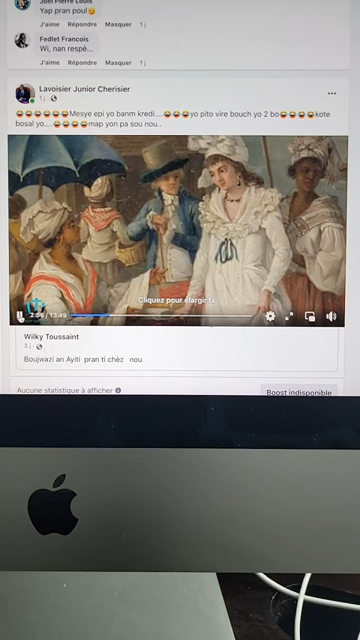 Joel Pierre Louis
Yap pran poul😏
J'aime Répondre Masquer 1 j
Fedlet Francois
Wi, nan respè...
J'aime Répondre Masquer 1 j
Lavoisier Junior Cherisier
1 j
😂😂😂😂😂😂Mesye epi yo banm kredi....😂😂😂yo pito vire bouch yo 2 bo😂😂😂😂kote
bosal yo....😂😂😂😂map yon pa sou nou..
Cliquez pour élargir
2:56 / 13:49
Wilky Toussaint
3 j
Boujwazi an Ayiti pran ti chèz nou
Aucune statistique à afficher
Boost indisponible